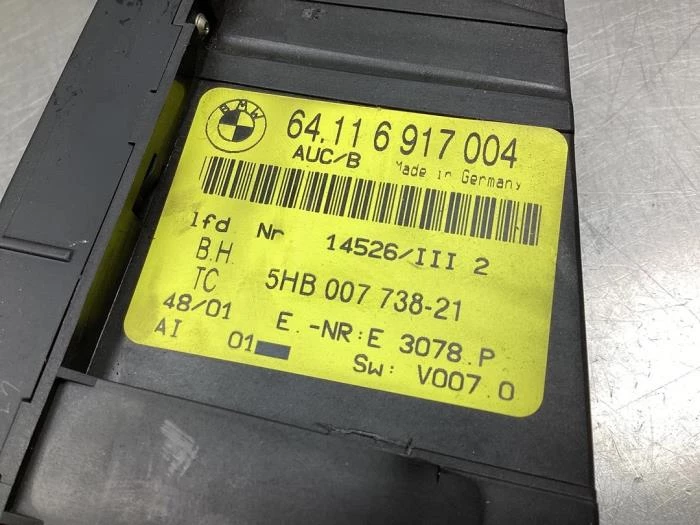 BMW
64.11 6 917 004
AUC/B Made in Germany
lfd Nr 14526/III 2
B.H.
TC 5HB 007 738-21
48/01 E.-NR:E 3078.P
AI 01 SW: V007.0